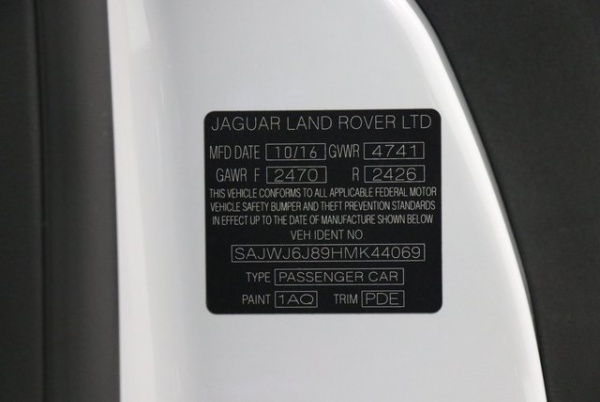 JAGUAR LAND ROVER LTD
MFD DATE 10/16 GVWR 4741
GAWR F 2470 R 2426
THIS VEHICLE CONFORMS TO ALL APPLICABLE FEDERAL MOTOR
VEHICLE SAFETY BUMPER AND THEFT PREVENTION STANDARDS
IN EFFECT UP TO THE DATE OF MANUFACTURE SHOWN BELOW
VEH IDENT NO
SAJWJ6J89HMK44069
TYPE PASSENGER CAR
PAINT 1AQ TRIM PDE